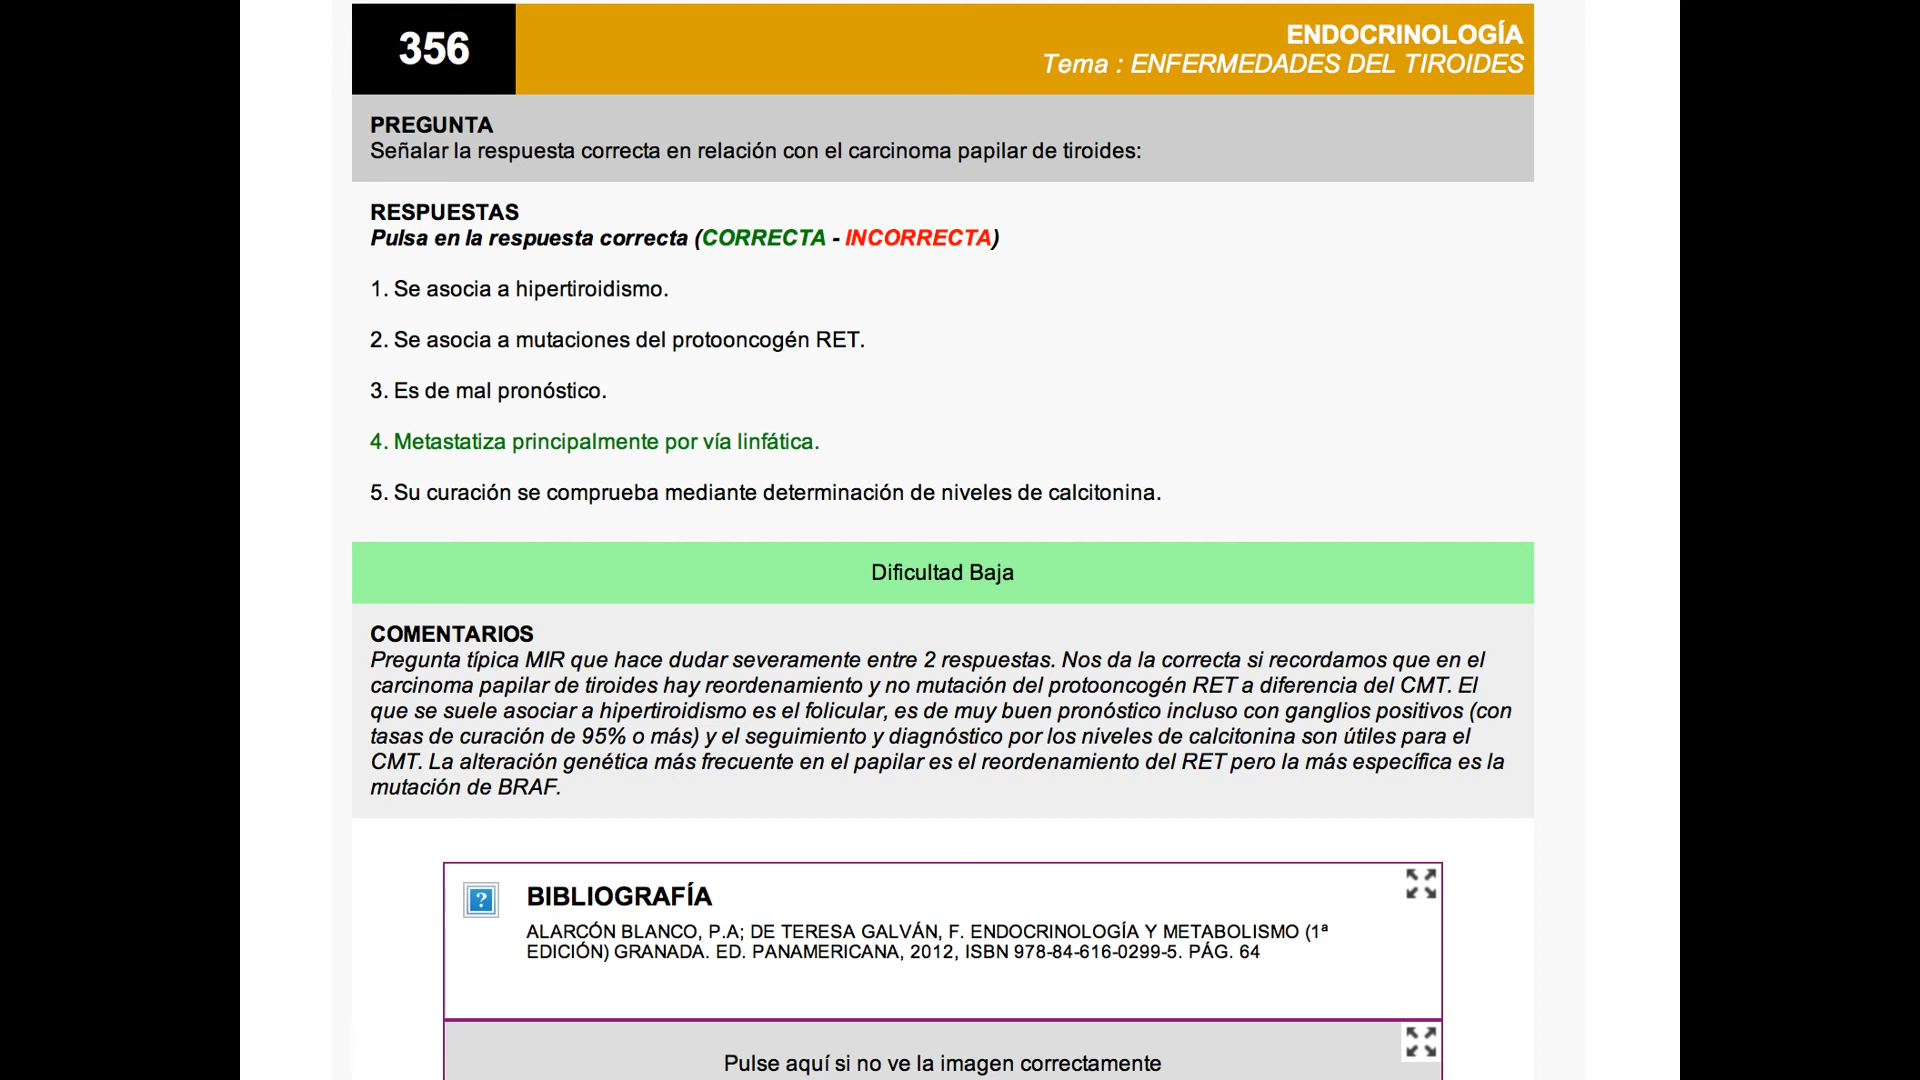 356
ENDOCRINOLOGÍA
Tema : ENFERMEDADES DEL TIROIDES
PREGUNTA
Señalar la respuesta correcta en relación con el carcinoma papilar de tiroides:
RESPUESTAS
Pulsa en la respuesta correcta (CORRECTA - INCORRECTA)
1. Se asocia a hipertiroidismo.
2. Se asocia a mutaciones del protooncogén RET.
3. Es de mal pronóstico.
4. Metastatiza principalmente por vía linfática.
5. Su curación se comprueba mediante determinación de niveles de calcitonina.
Dificultad Baja
COMENTARIOS
Pregunta típica MIR que hace dudar severamente entre 2 respuestas. Nos da la correcta si recordamos que en el
carcinoma papilar de tiroides hay reordenamiento y no mutación del protooncogén RET a diferencia del CMT. El
que se suele asociar a hipertiroidismo es el folicular, es de muy buen pronóstico incluso con ganglios positivos (con
tasas de curación de 95% o más) y el seguimiento y diagnóstico por los niveles de calcitonina son útiles para el
CMT. La alteración genética más frecuente en el papilar es el reordenamiento del RET pero la más específica es la
mutación de BRAF.
?
BIBLIOGRAFÍA
ALARCÓN BLANCO, P.A; DE TERESA GALVÁN, F. ENDOCRINOLOGÍA Y METABOLISMO (1ª
EDICIÓN) GRANADA. ED. PANAMERICANA, 2012, ISBN 978-84-616-0299-5. PÁG. 64
Pulse aquí si no ve la imagen correctamente